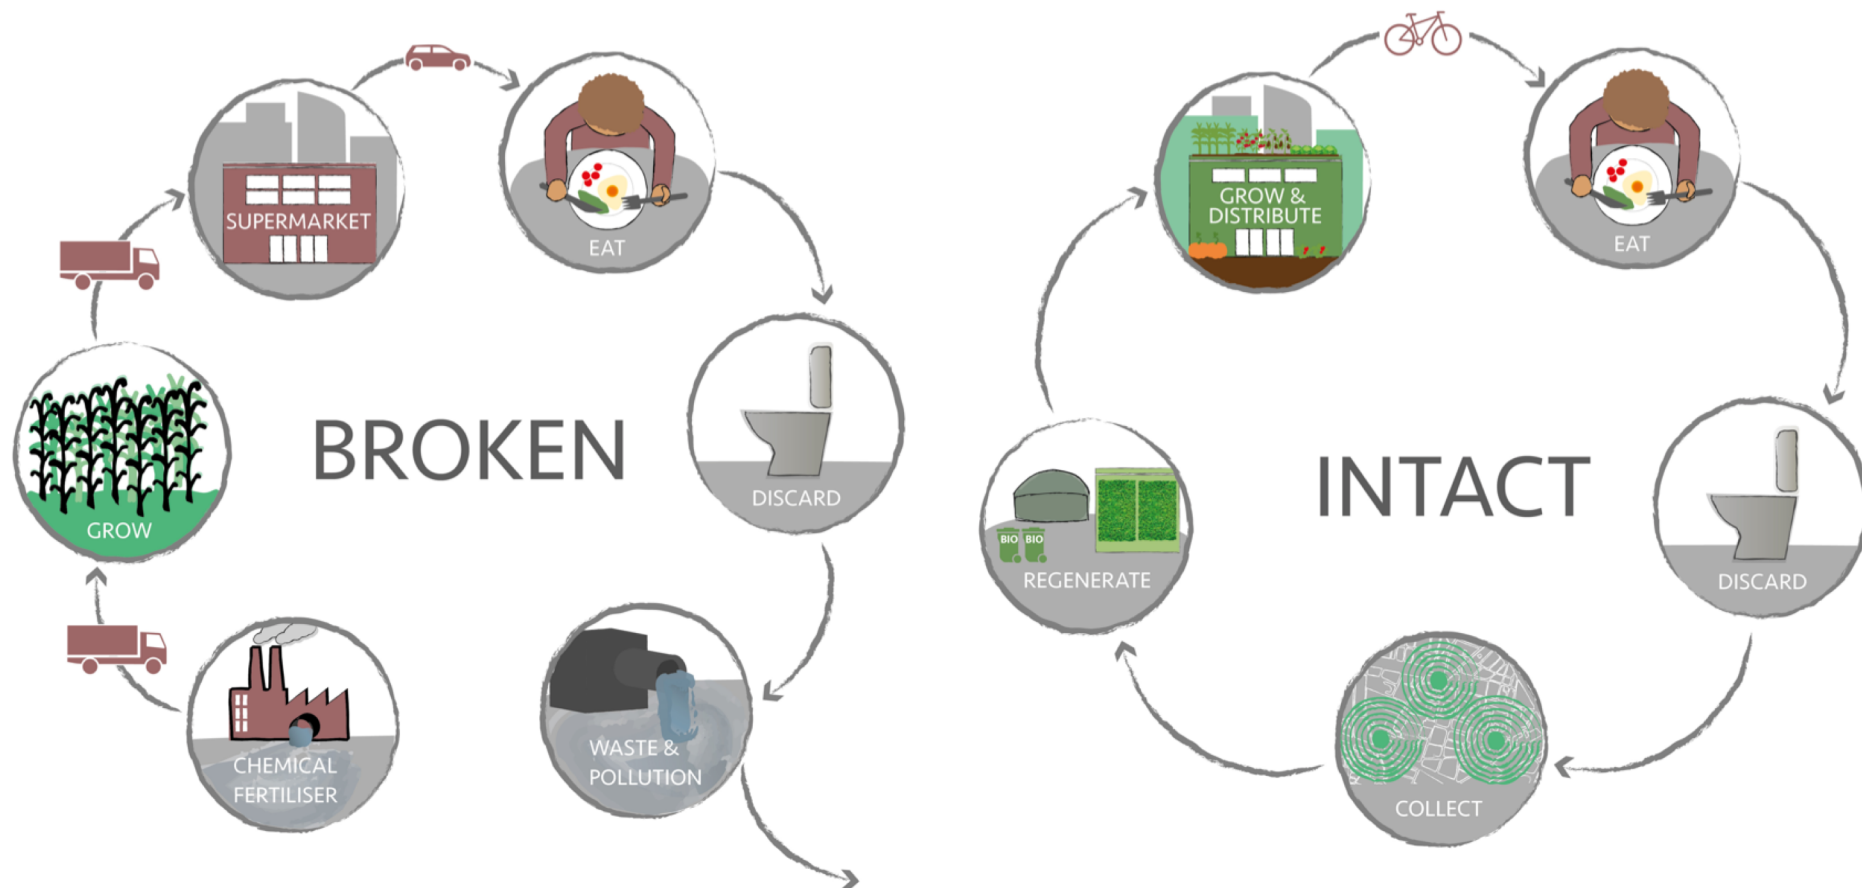 BROKEN
SUPERMARKET
EAT
DISCARD
WASTE &
POLLUTION
CHEMICAL
FERTILISER
GROW
INTACT
GROW &
DISTRIBUTE
EAT
DISCARD
COLLECT
REGENERATE
BIO
BIO